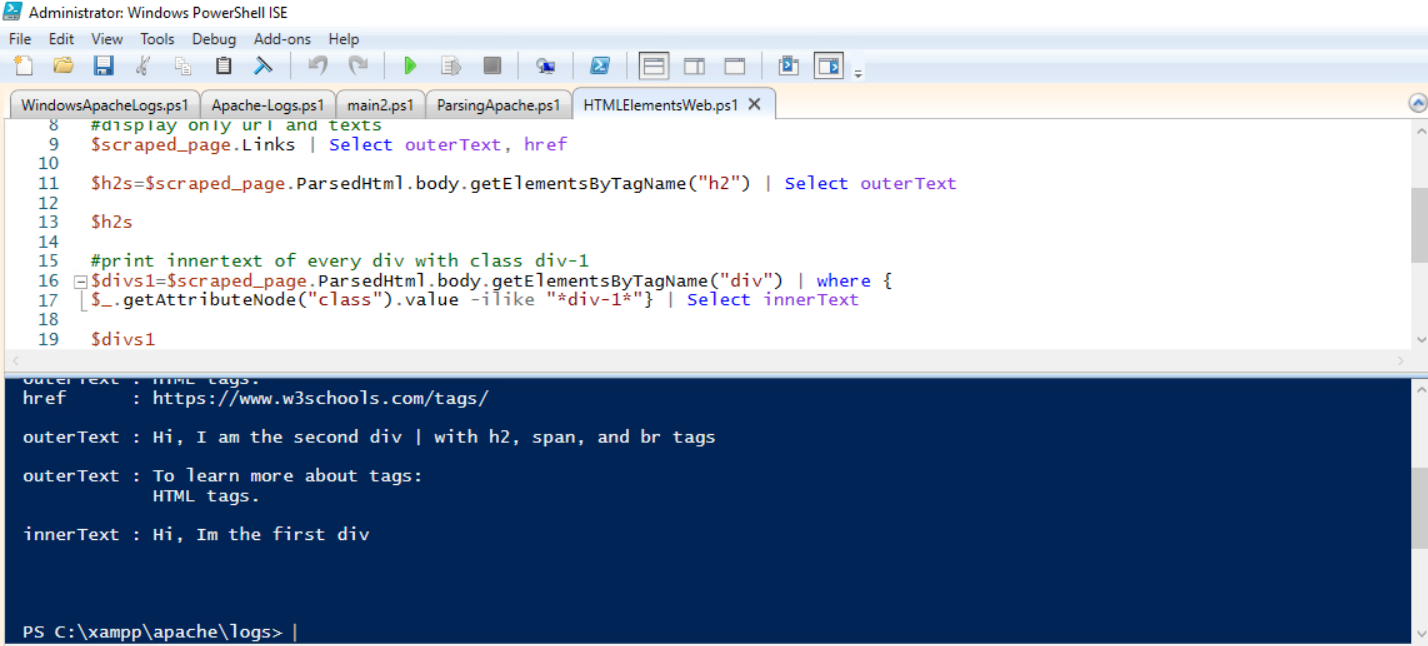 Administrator: Windows PowerShell ISE
File Edit View Tools Debug Add-ons Help
WindowsApacheLogs.ps1 Apache-Logs.ps1 main2.ps1 ParsingApache.ps1 HTMLElementsWeb.ps1 X
8 #display only url and texts
9 $scraped_page.Links | Select outerText, href
10
11 $h2s=$scraped_page.ParsedHtml.body.getElementsByTagName("h2") | Select outerText
12
13 $h2s
14
15 #print innertext of every div with class div-1
16 $divs1=$scraped_page.ParsedHtml.body.getElementsByTagName("div") | where {
17 $_.getAttributeNode("class").value -ilike "*div-1*"} | Select innerText
18
19 $divs1
outerText : HTML tags.
href : https://www.w3schools.com/tags/
outerText : Hi, I am the second div | with h2, span, and br tags
outerText : To learn more about tags:
HTML tags.
innerText : Hi, Im the first div
PS C:\xampp\apache\logs>